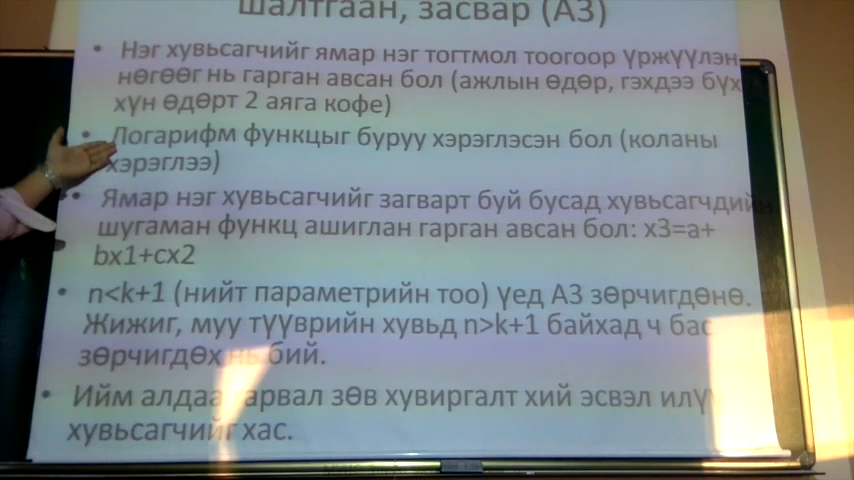 шалтгаан, засвар (А3)
• Нэг хувьсагчийг ямар нэг тогтмол тоогоор үржүүлэн
нөгөөг нь гарган авсан бол (ажлын өдөр, гэхдээ бүх
хүн өдөрт 2 аяга кофе)
• Логарифм функцыг буруу хэрэглэсэн бол (коланы
хэрэглээ)
• Ямар нэг хувьсагчийг загварт буй бусад хувьсагчдийн
шугаман функц ашиглан гарган авсан бол: x3=a+
bx1+cx2
• n<k+1 (нийт параметрийн тоо) үед А3 зөрчигдөнө.
Жижиг, муу түүврийн хувьд n>k+1 байхад ч бас
зөрчигдөх нь бий.
• Ийм алдаа гарвал зөв хувиргалт хий эсвэл
хувьсагчийг хас.